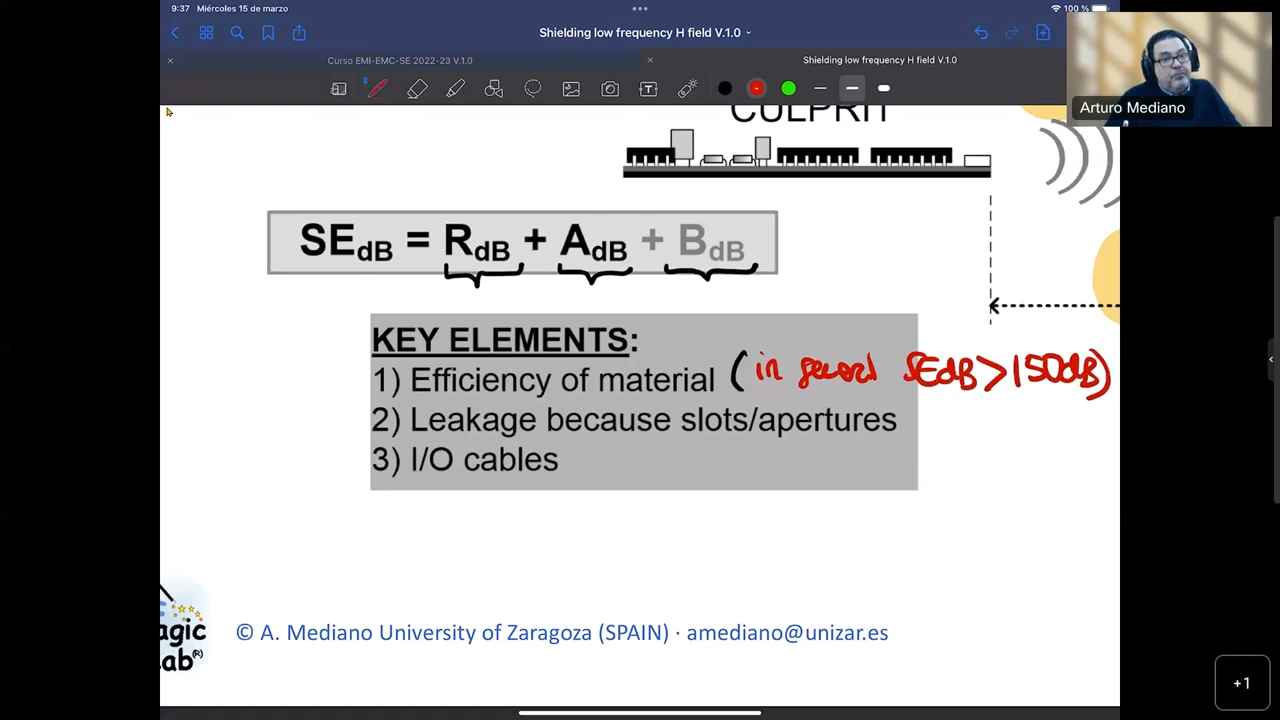 9:37 Miércoles 15 de marzo
100 %
Shielding low frequency H field V.1.0
Curso EMI-EMC-SE 2022-23 V.1.0
Shielding low frequency H field V.1.0
Arturo Mediano
CULPRIT
SEdB = RdB + AdB + BdB
KEY ELEMENTS:
1) Efficiency of material (in general SEdB>150dB)
2) Leakage because slots/apertures
3) I/O cables
agic
ab(R)
© A. Mediano University of Zaragoza (SPAIN) · amediano@unizar.es
+1